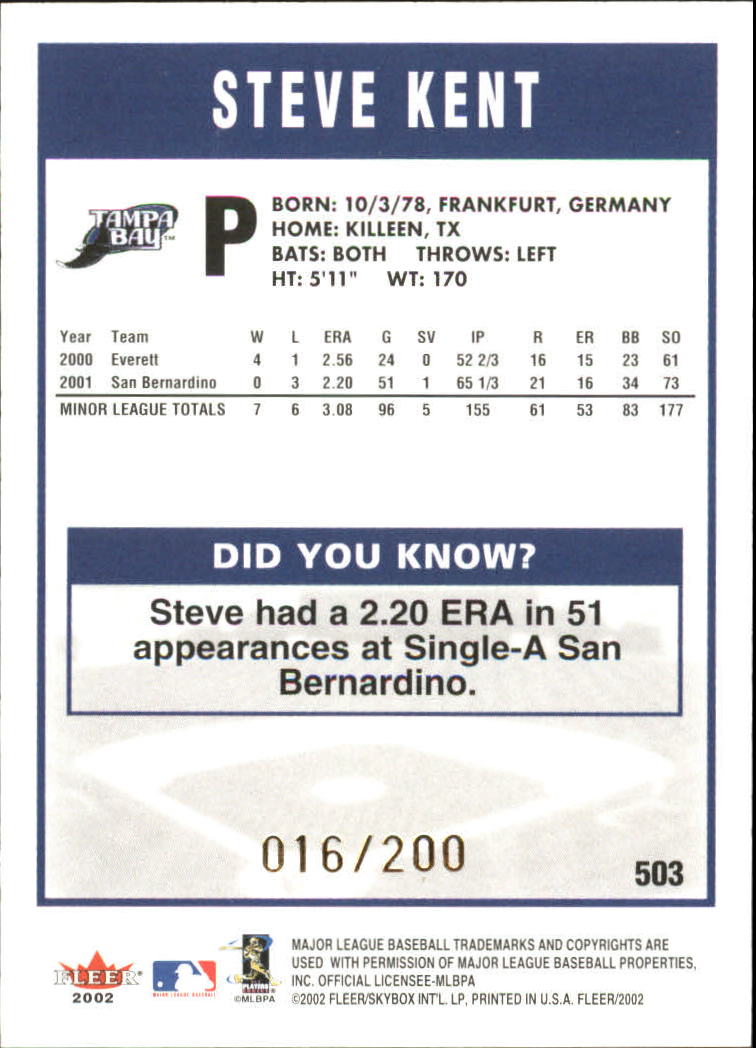 STEVE KENT
TAMPA BAY™
P
BORN: 10/3/78, FRANKFURT, GERMANY
HOME: KILLEEN, TX
BATS: BOTH THROWS: LEFT
HT: 5'11" WT: 170
Year Team W L ERA G SV IP R ER BB SO
2000 Everett 4 1 2.56 24 0 52 2/3 16 15 23 61
2001 San Bernardino 0 3 2.20 51 1 65 1/3 21 16 34 73
MINOR LEAGUE TOTALS 7 6 3.08 96 5 155 61 53 83 177
DID YOU KNOW?
Steve had a 2.20 ERA in 51
appearances at Single-A San
Bernardino.
016/200
503
FLEER®
2002
MAJOR LEAGUE BASEBALL
©MLBPA
MAJOR LEAGUE BASEBALL TRADEMARKS AND COPYRIGHTS ARE
USED WITH PERMISSION OF MAJOR LEAGUE BASEBALL PROPERTIES,
INC. OFFICIAL LICENSEE-MLBPA
©2002 FLEER/SKYBOX INT'L. LP, PRINTED IN U.S.A. FLEER/2002